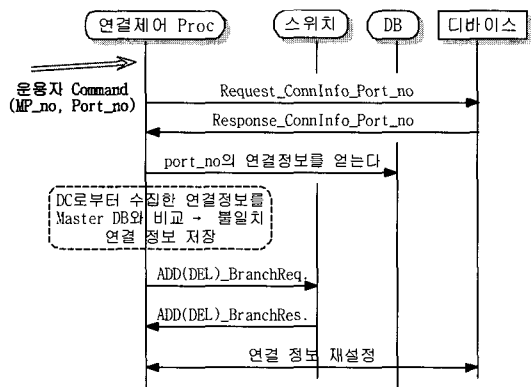 연결제어 Proc
스위치
DB
디바이스
운용자 Command
(MP_no, Port_no)
Request_ConnInfo_Port_no
Response_ConnInfo_Port_no
port_no의 연결정보를 얻는다
DC로부터 수집한 연결정보를
Master DB와 비교 → 불일치
연결 정보 저장
ADD(DEL)_BranchReq.
ADD(DEL)_BranchRes.
연결 정보 재설정